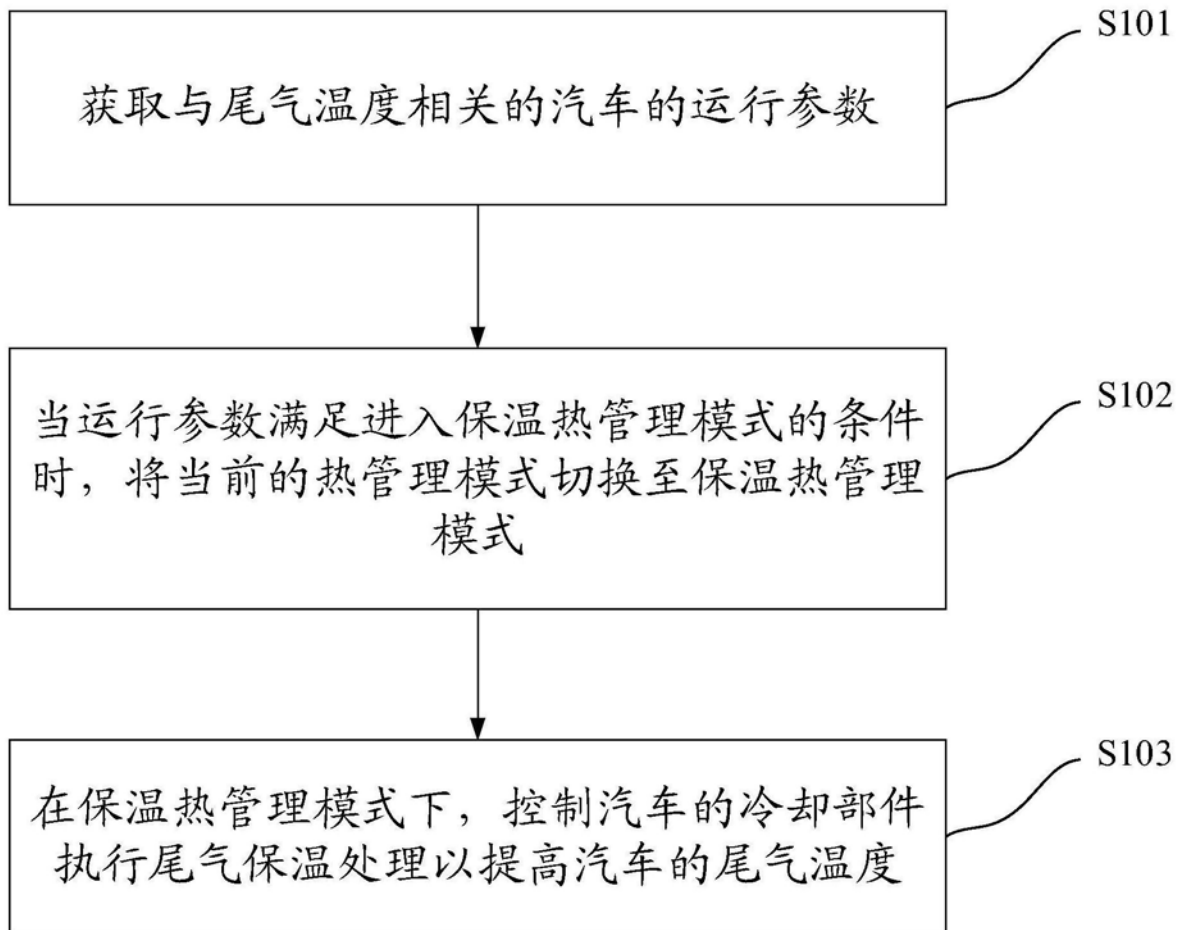 S101
获取与尾气温度相关的汽车的运行参数
S102
当运行参数满足进入保温热管理模式的条件
时，将当前的热管理模式切换至保温热管理
模式
S103
在保温热管理模式下，控制汽车的冷却部件
执行尾气保温处理以提高汽车的尾气温度